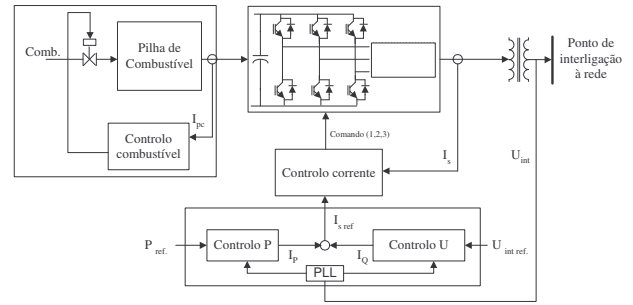 Comb.
Pilha de
Combustível
Ponto de
interligação
à rede
I pc
Controlo
combustível
Comando (1,2,3)
I s
U int
Controlo corrente
I s ref
P ref.
Controlo P
I P
I Q
Controlo U
U int ref.
PLL